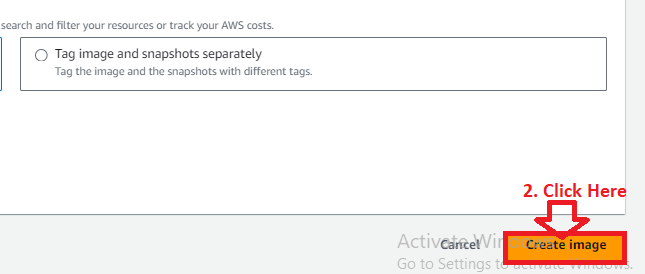 search and filter your resources or track your AWS costs.
Tag image and snapshots separately
Tag the image and the snapshots with different tags.
2. Click Here
Activate Windows
Cancel
Create image
Go to Settings to activate Windows.